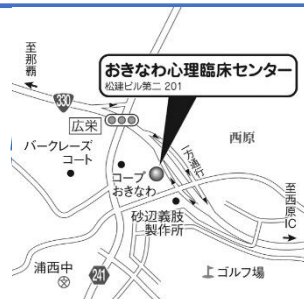 至那覇
おきなわ心理臨床センター
松建ビル第二 201
330
広栄
西原
バークレーズ
コート
一方通行
コープ
おきなわ
至西原IC
砂辺義肢
製作所
浦西中
241
ゴルフ場